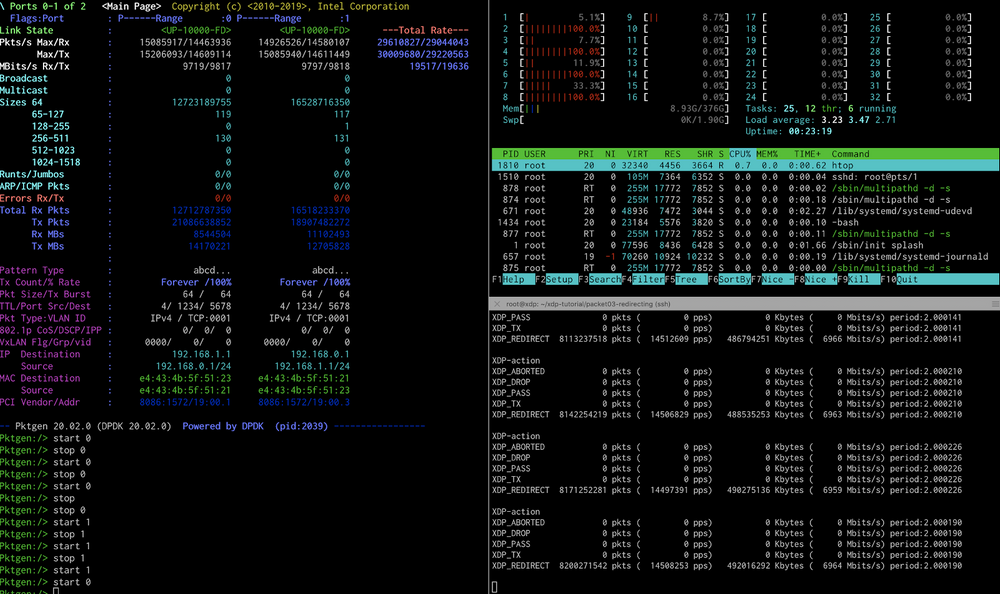 \ Ports 0-1 of 2   <Main Page>  Copyright (c) <2010-2019>, Intel Corporation
  Flags:Port        : P------Range      :0 P------Range      :1
Link State          :       <UP-10000-FD>        <UP-10000-FD>      ---Total Rate---
Pkts/s Max/Rx       :   15085917/14463936    14926526/14580107     29610827/29044043
       Max/Tx       :   15206093/14609114    15085940/14611449     30009680/29220563
MBits/s Rx/Tx       :           9719/9817            9797/9818           19517/19636
Broadcast           :                   0                    0
Multicast           :                   0                    0
Sizes 64            :         12723189755          16528716350
      65-127        :                 119                  117
      128-255       :                   0                    1
      256-511       :                 130                  131
      512-1023      :                   0                    0
      1024-1518     :                   0                    0
Runts/Jumbos        :                 0/0                  0/0
ARP/ICMP Pkts       :                 0/0                  0/0
Errors Rx/Tx        :                 0/0                  0/0
Total Rx Pkts       :         12712787350          16518233370
      Tx Pkts       :         21086638852          18907482272
      Rx MBs        :             8544504             11102493
      Tx MBs        :            14170221             12705828
Pattern Type        :             abcd...              abcd...
Tx Count/% Rate     :       Forever /100%        Forever /100%
Pkt Size/Tx Burst   :           64 /   64            64 /   64
TTL/Port Src/Dest   :       4/ 1234/ 5678        4/ 1234/ 5678
Pkt Type:VLAN ID    :     IPv4 / TCP:0001      IPv4 / TCP:0001
802.1p CoS/DSCP/IPP :           0/  0/  0            0/  0/  0
VxLAN Flg/Grp/vid   :      0000/    0/    0       0000/    0/    0
IP  Destination     :         192.168.1.1          192.168.0.1
    Source          :      192.168.0.1/24       192.168.1.1/24
MAC Destination     :   e4:43:4b:5f:51:23    e4:43:4b:5f:51:21
    Source          :   e4:43:4b:5f:51:21    e4:43:4b:5f:51:23
PCI Vendor/Addr     :   8086:1572/19:00.1    8086:1572/19:00.3
-- Pktgen 20.02.0 (DPDK 20.02.0)  Powered by DPDK  (pid:2039) -----------------
Pktgen:/> start 0
Pktgen:/> stop 0
Pktgen:/> start 0
Pktgen:/> stop 0
Pktgen:/> start 0
Pktgen:/> stop
Pktgen:/> stop 0
Pktgen:/> start 1
Pktgen:/> stop 1
Pktgen:/> start 1
Pktgen:/> stop 1
Pktgen:/> start 1
Pktgen:/> start 0
Pktgen:/>
1 [| 5.1%] 9 [|| 8.7%] 17 [ 0.0%] 25 [ 0.0%]
2 [||||||||100.0%] 10 [ 0.0%] 18 [ 0.0%] 26 [ 0.0%]
3 [|| 7.7%] 11 [ 0.0%] 19 [ 0.0%] 27 [ 0.0%]
4 [||||||||100.0%] 12 [ 0.0%] 20 [ 0.0%] 28 [ 0.0%]
5 [|| 11.9%] 13 [ 0.0%] 21 [ 0.0%] 29 [ 0.0%]
6 [||||||||100.0%] 14 [ 0.0%] 22 [ 0.0%] 30 [ 0.0%]
7 [||||| 33.3%] 15 [ 0.0%] 23 [ 0.0%] 31 [ 0.0%]
8 [||||||||100.0%] 16 [ 0.0%] 24 [ 0.0%] 32 [ 0.0%]
Mem[||| 8.93G/376G] Tasks: 25, 12 thr; 6 running
Swp[ 0K/1.90G] Load average: 3.23 3.47 2.71
Uptime: 00:23:19
PID USER PRI NI VIRT RES SHR S CPU% MEM% TIME+ Command
1810 root 20 0 32340 4456 3664 R 0.7 0.0 0:00.62 htop
1510 root 20 0 105M 7364 6352 S 0.0 0.0 0:00.04 sshd: root@pts/1
878 root RT 0 255M 17772 7852 S 0.0 0.0 0:00.02 /sbin/multipathd -d -s
874 root RT 0 255M 17772 7852 S 0.0 0.0 0:00.18 /sbin/multipathd -d -s
671 root 20 0 48936 7472 3044 S 0.0 0.0 0:02.27 /lib/systemd/systemd-udevd
1434 root 20 0 23184 5576 3820 S 0.0 0.0 0:00.10 -bash
877 root RT 0 255M 17772 7852 S 0.0 0.0 0:00.11 /sbin/multipathd -d -s
1 root 20 0 77596 8436 6428 S 0.0 0.0 0:01.66 /sbin/init splash
657 root 19 -1 70260 10924 10232 S 0.0 0.0 0:00.19 /lib/systemd/systemd-journald
875 root RT 0 255M 17772 7852 S 0.0 0.0 0:00.00 /sbin/multipathd -d -s
F1Help F2Setup F3SearchF4FilterF5Tree F6SortByF7Nice -F8Nice +F9Kill F10Quit
root@xdp: ~/xdp-tutorial/packet03-redirecting (ssh)
XDP_PASS 0 pkts ( 0 pps) 0 Kbytes ( 0 Mbits/s) period:2.000141
XDP_TX 0 pkts ( 0 pps) 0 Kbytes ( 0 Mbits/s) period:2.000141
XDP_REDIRECT 8113237518 pkts ( 14512609 pps) 486794251 Kbytes ( 6966 Mbits/s) period:2.000141
XDP-action
XDP_ABORTED 0 pkts ( 0 pps) 0 Kbytes ( 0 Mbits/s) period:2.000210
XDP_DROP 0 pkts ( 0 pps) 0 Kbytes ( 0 Mbits/s) period:2.000210
XDP_PASS 0 pkts ( 0 pps) 0 Kbytes ( 0 Mbits/s) period:2.000210
XDP_TX 0 pkts ( 0 pps) 0 Kbytes ( 0 Mbits/s) period:2.000210
XDP_REDIRECT 8142254219 pkts ( 14506829 pps) 488535253 Kbytes ( 6963 Mbits/s) period:2.000210
XDP-action
XDP_ABORTED 0 pkts ( 0 pps) 0 Kbytes ( 0 Mbits/s) period:2.000226
XDP_DROP 0 pkts ( 0 pps) 0 Kbytes ( 0 Mbits/s) period:2.000226
XDP_PASS 0 pkts ( 0 pps) 0 Kbytes ( 0 Mbits/s) period:2.000226
XDP_TX 0 pkts ( 0 pps) 0 Kbytes ( 0 Mbits/s) period:2.000226
XDP_REDIRECT 8171252281 pkts ( 14497391 pps) 490275136 Kbytes ( 6959 Mbits/s) period:2.000226
XDP-action
XDP_ABORTED 0 pkts ( 0 pps) 0 Kbytes ( 0 Mbits/s) period:2.000190
XDP_DROP 0 pkts ( 0 pps) 0 Kbytes ( 0 Mbits/s) period:2.000190
XDP_PASS 0 pkts ( 0 pps) 0 Kbytes ( 0 Mbits/s) period:2.000190
XDP_TX 0 pkts ( 0 pps) 0 Kbytes ( 0 Mbits/s) period:2.000190
XDP_REDIRECT 8200271542 pkts ( 14508253 pps) 492016292 Kbytes ( 6964 Mbits/s) period:2.000190